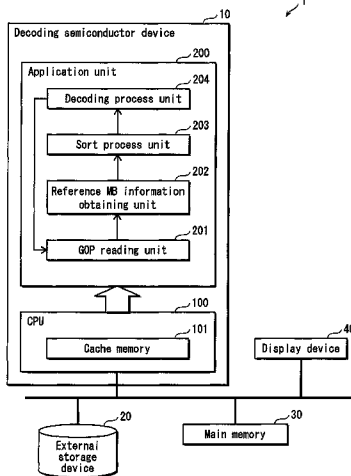 1
10
Decoding semiconductor device
200
Application unit
204
Decoding process unit
203
Sort process unit
202
Reference MB information
obtaining unit
201
GOP reading unit
100
CPU
101
Cache memory
40
Display device
20
External
storage
device
30
Main memory